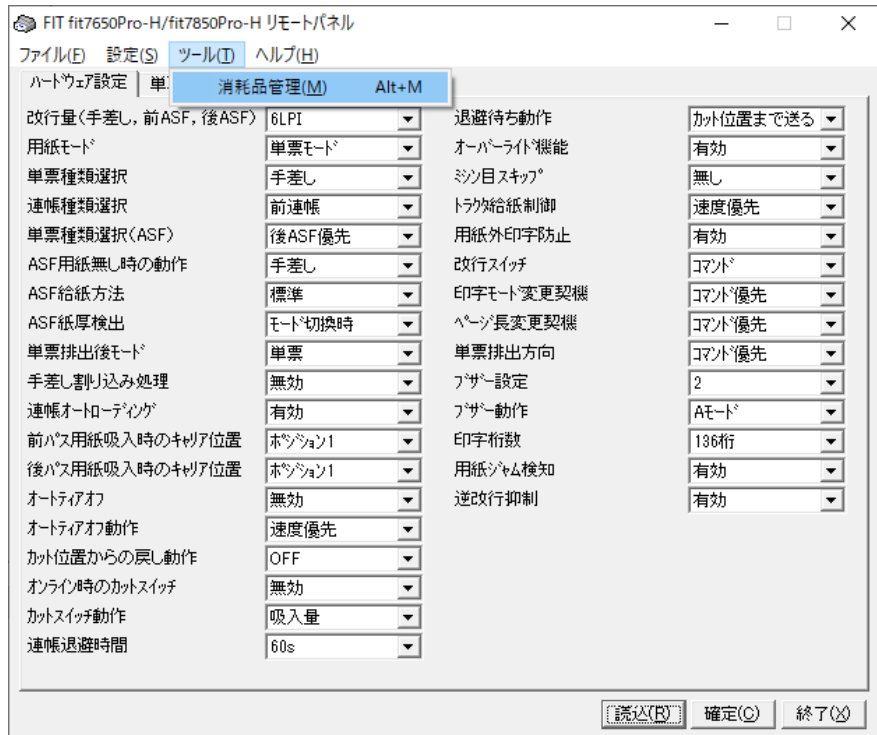 FIT fit7650Pro-H/fit7850Pro-H リモートパネル
ファイル(F) 設定(S) ツール(T) ヘルプ(H)
消耗品管理(M) Alt+M
ﾊｰﾄﾞｳｪｱ設定 単
改行量(手差し, 前ASF, 後ASF) 6LPI
用紙ﾓｰﾄﾞ 単票ﾓｰﾄﾞ
単票種類選択 手差し
連帳種類選択 前連帳
単票種類選択(ASF) 後ASF優先
ASF用紙無し時の動作 手差し
ASF給紙方法 標準
ASF紙厚検出 ﾓｰﾄﾞ切換時
単票排出後ﾓｰﾄﾞ 単票
手差し割り込み処理 無効
連帳ｵｰﾄﾛｰﾃﾞｨﾝｸﾞ 有効
前ﾊﾟｽ用紙吸入時のｷｬﾘｱ位置 ﾎﾟｼﾞｼｮﾝ1
後ﾊﾟｽ用紙吸入時のｷｬﾘｱ位置 ﾎﾟｼﾞｼｮﾝ1
ｵｰﾄﾃｨｱｵﾌ 無効
ｵｰﾄﾃｨｱｵﾌ動作 速度優先
ｶｯﾄ位置からの戻し動作 OFF
ｵﾝﾗｲﾝ時のｶｯﾄｽｲｯﾁ 無効
ｶｯﾄｽｲｯﾁ動作 吸入量
連帳退避時間 60s
退避待ち動作 ｶｯﾄ位置まで送る
ｵｰﾊﾞｰﾗｲﾄﾞ機能 有効
ﾐｼﾝ目ｽｷｯﾌﾟ 無し
ﾄﾗｸﾀ給紙制御 速度優先
用紙外印字防止 有効
改行ｽｲｯﾁ ｺﾏﾝﾄﾞ
印字ﾓｰﾄﾞ変更契機 ｺﾏﾝﾄﾞ優先
ﾍﾟｰｼﾞ長変更契機 ｺﾏﾝﾄﾞ優先
単票排出方向 ｺﾏﾝﾄﾞ優先
ﾌﾞｻﾞｰ設定 2
ﾌﾞｻﾞｰ動作 Aﾓｰﾄﾞ
印字桁数 136桁
用紙ｼﾞｬﾑ検知 有効
逆改行抑制 有効
読込(R) 確定(C) 終了(X)